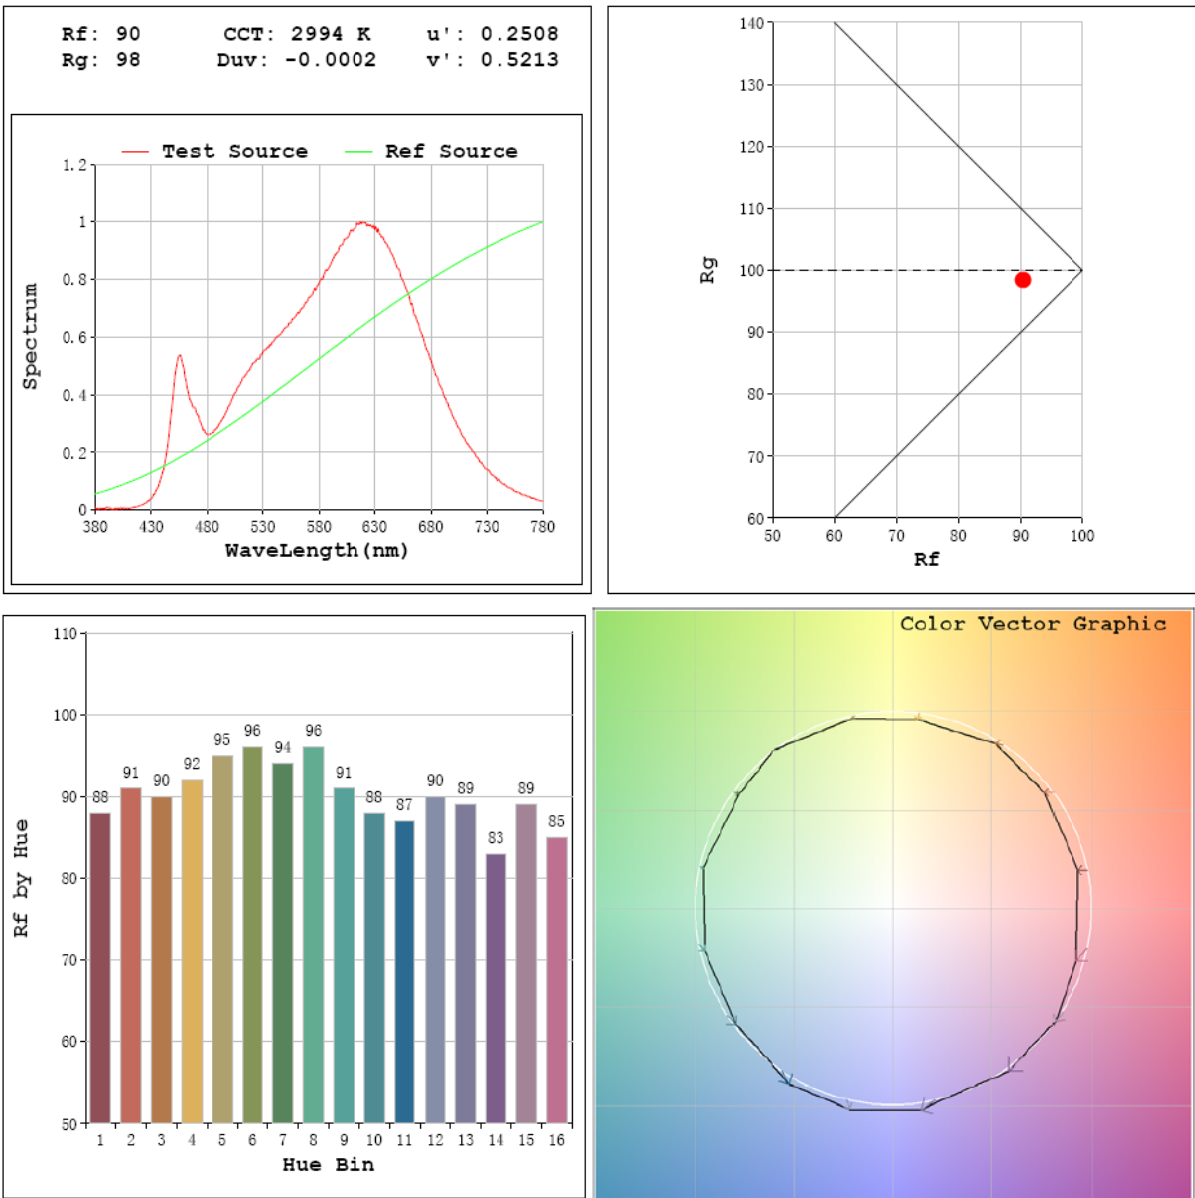 Rf: 90 CCT: 2994 K u': 0.2508
Rg: 98 Duv: -0.0002 v': 0.5213
Test Source Ref Source
1.2
1
0.8
0.6
0.4
0.2
0
Spectrum
380 430 480 530 580 630 680 730 780
WaveLength(nm)
140
130
120
110
100
90
80
70
60
Rg
50 60 70 80 90 100
Rf
110
100
90
80
70
60
50
Rf by Hue
88 91 90 92 95 96 94 96 91 88 87 90 89 83 89 85
1 2 3 4 5 6 7 8 9 10 11 12 13 14 15 16
Hue Bin
Color Vector Graphic